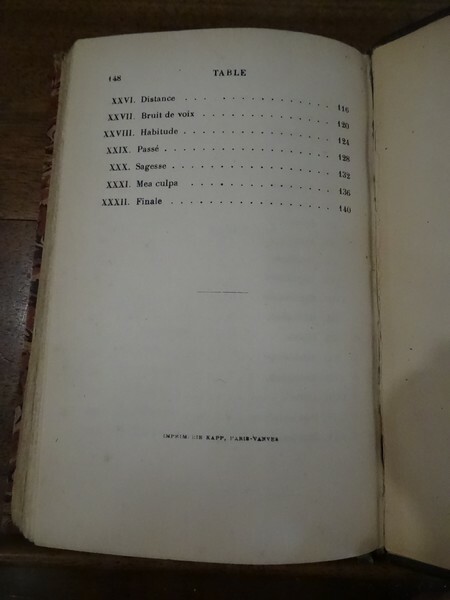 148 TABLE
XXVI. Distance . . . . . . . . . . . . 116
XXVII. Bruit de voix . . . . . . . . . . . 120
XXVIII. Habitude . . . . . . . . . . . . 124
XXIX. Passé . . . . . . . . . . . . . 128
XXX. Sagesse . . . . . . . . . . . . . 132
XXXI. Mea culpa . . . . . . . . . . . . 136
XXXII. Finale . . . . . . . . . . . . . 140
IMPRIMERIE KAPP, PARIS-VANVES